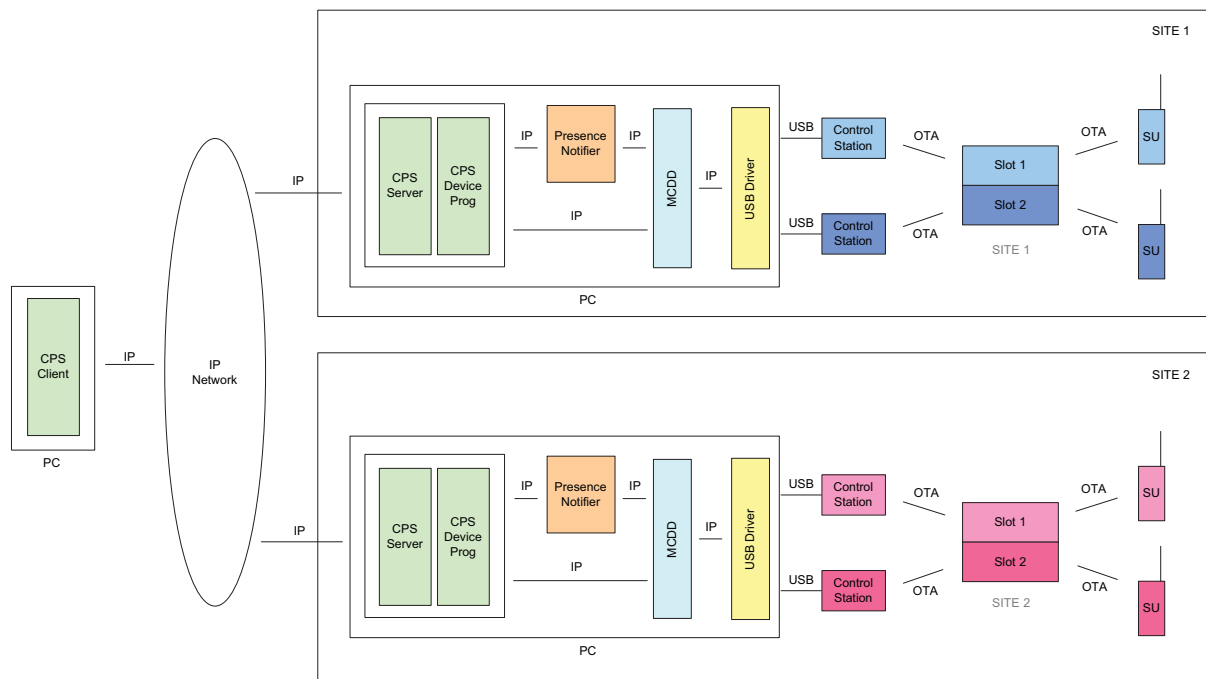 SITE 1
IP
CPS
Server
CPS
Device
Prog
IP
Presence
Notifier
IP
IP
MCDD
IP
USB Driver
USB
Control
Station
OTA
USB
Control
Station
OTA
Slot 1
Slot 2
SITE 1
OTA
SU
OTA
SU
PC
CPS
Client
PC
IP
IP
Network
SITE 2
IP
CPS
Server
CPS
Device
Prog
IP
Presence
Notifier
IP
IP
MCDD
IP
USB Driver
USB
Control
Station
OTA
USB
Control
Station
OTA
Slot 1
Slot 2
SITE 2
OTA
SU
OTA
SU
PC